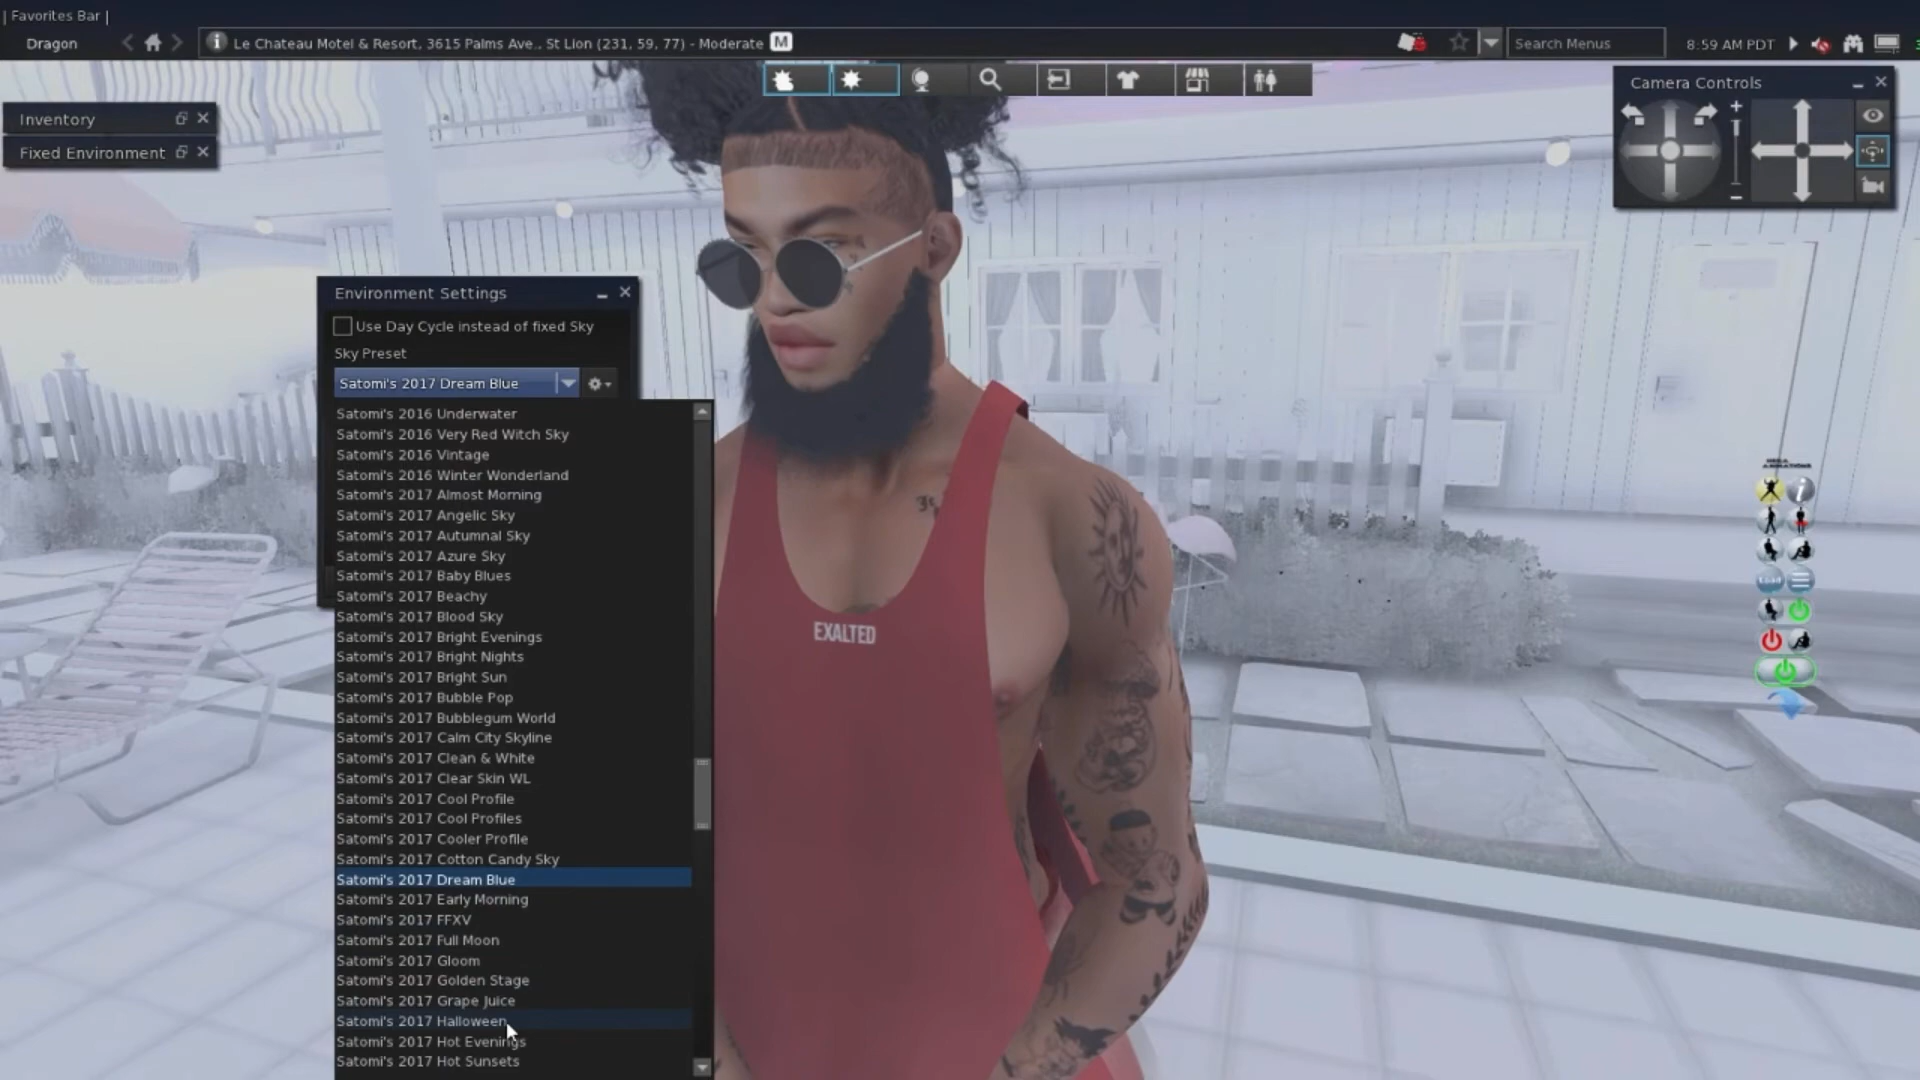 | Favorites Bar |
Dragon
Le Chateau Motel & Resort, 3615 Palms Ave., St Lion (231, 59, 77) - Moderate M
Search Menus
8:59 AM PDT
Inventory
Fixed Environment
Camera Controls
Environment Settings
Use Day Cycle instead of fixed Sky
Sky Preset
Satomi's 2017 Dream Blue
Satomi's 2016 Underwater
Satomi's 2016 Very Red Witch Sky
Satomi's 2016 Vintage
Satomi's 2016 Winter Wonderland
Satomi's 2017 Almost Morning
Satomi's 2017 Angelic Sky
Satomi's 2017 Autumnal Sky
Satomi's 2017 Azure Sky
Satomi's 2017 Baby Blues
Satomi's 2017 Beachy
Satomi's 2017 Blood Sky
Satomi's 2017 Bright Evenings
Satomi's 2017 Bright Nights
Satomi's 2017 Bright Sun
Satomi's 2017 Bubble Pop
Satomi's 2017 Bubblegum World
Satomi's 2017 Calm City Skyline
Satomi's 2017 Clean & White
Satomi's 2017 Clear Skin WL
Satomi's 2017 Cool Profile
Satomi's 2017 Cool Profiles
Satomi's 2017 Cooler Profile
Satomi's 2017 Cotton Candy Sky
Satomi's 2017 Dream Blue
Satomi's 2017 Early Morning
Satomi's 2017 FFXV
Satomi's 2017 Full Moon
Satomi's 2017 Gloom
Satomi's 2017 Golden Stage
Satomi's 2017 Grape Juice
Satomi's 2017 Halloween
Satomi's 2017 Hot Evenings
Satomi's 2017 Hot Sunsets
EXALTED
Load